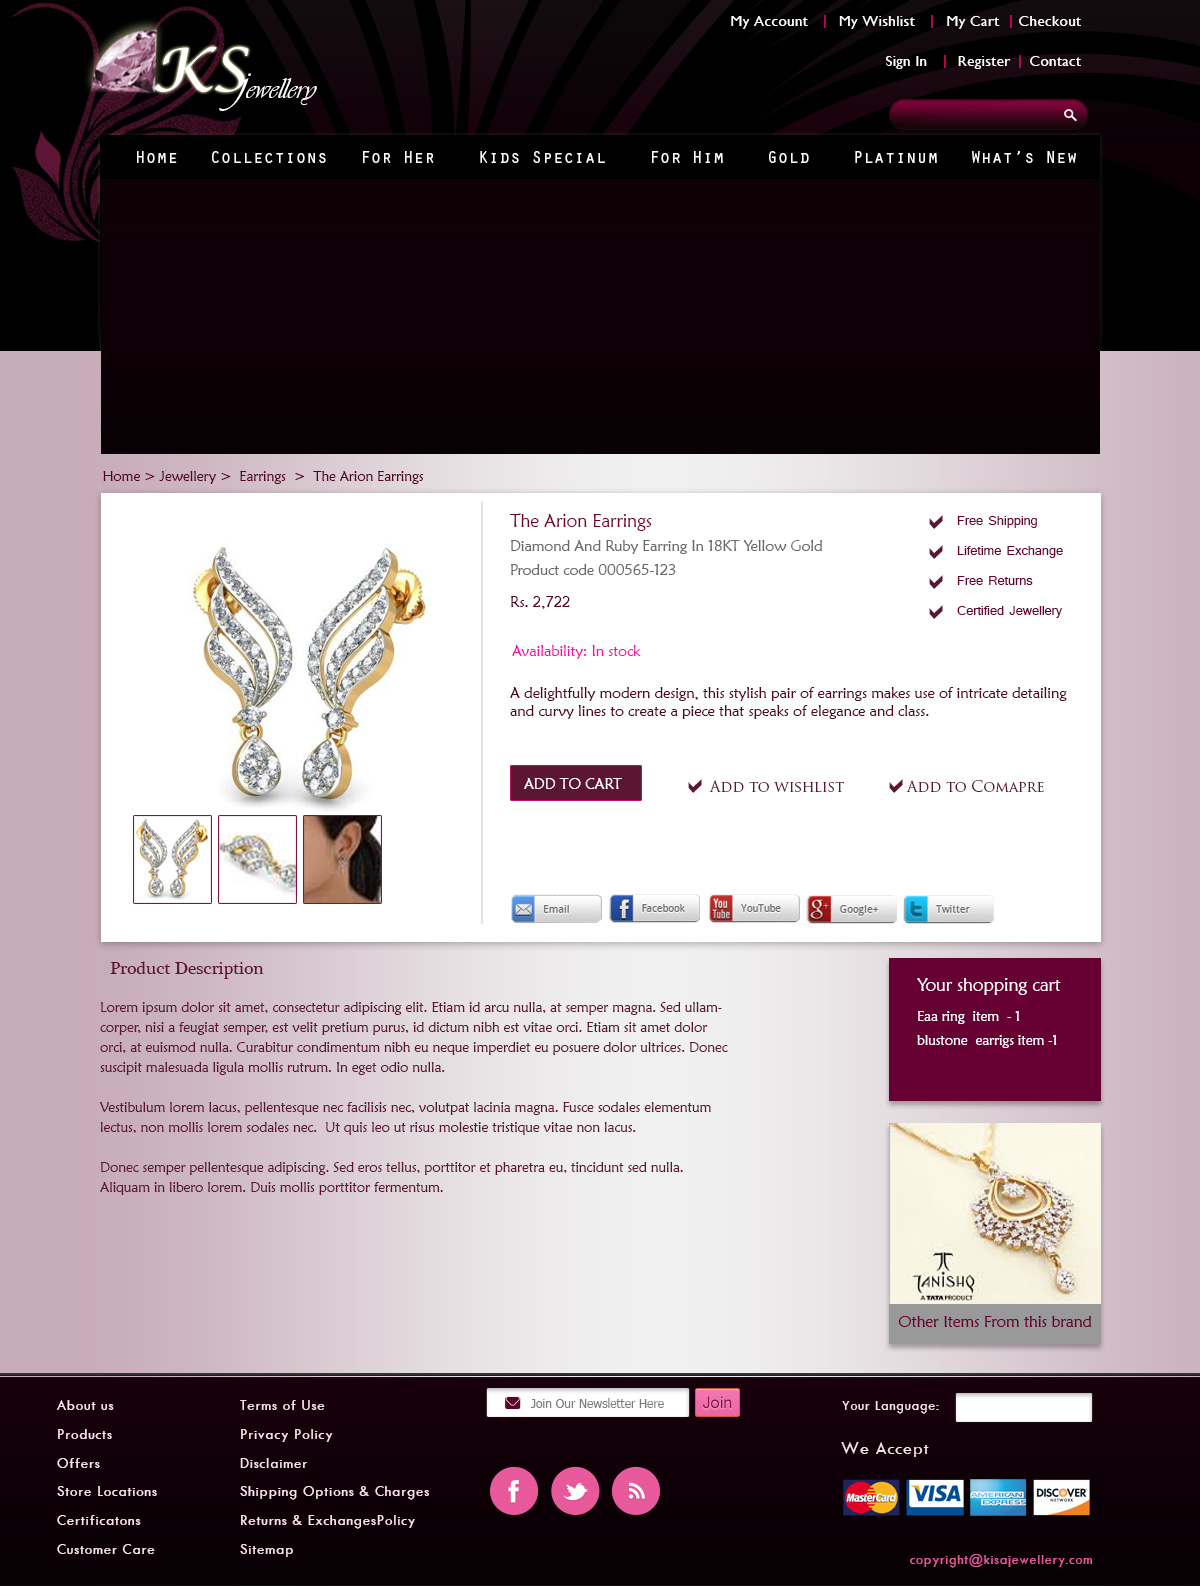 My Account | My Wishlist | My Cart | Checkout
Sign In | Register | Contact
KS Jewellery
Home Collections For Her Kids Special For Him Gold Platinum What's New
Home > Jewellery > Earrings > The Arion Earrings
The Arion Earrings
Diamond And Ruby Earring In 18KT Yellow Gold
Product code 000565-123
Rs. 2,722
Availability: In stock
Free Shipping
Lifetime Exchange
Free Returns
Certified Jewellery
A delightfully modern design, this stylish pair of earrings makes use of intricate detailing
and curvy lines to create a piece that speaks of elegance and class.
ADD TO CART
Add to wishlist
Add to Comapre
Email
Facebook
You Tube YouTube
g+ Google+
Twitter
Product Description
Lorem ipsum dolor sit amet, consectetur adipiscing elit. Etiam id arcu nulla, at semper magna. Sed ullam-
corper, nisi a feugiat semper, est velit pretium purus, id dictum nibh est vitae orci. Etiam sit amet dolor
orci, at euismod nulla. Curabitur condimentum nibh eu neque imperdiet eu posuere dolor ultrices. Donec
suscipit malesuada ligula mollis rutrum. In eget odio nulla.
Vestibulum lorem lacus, pellentesque nec facilisis nec, volutpat lacinia magna. Fusce sodales elementum
lectus, non mollis lorem sodales nec. Ut quis leo ut risus molestie tristique vitae non lacus.
Donec semper pellentesque adipiscing. Sed eros tellus, porttitor et pharetra eu, tincidunt sed nulla.
Aliquam in libero lorem. Duis mollis porttitor fermentum.
Your shopping cart
Eaa ring item - 1
blustone earrigs item -1
TANISHQ
A TATA PRODUCT
Other Items From this brand
About us
Products
Offers
Store Locations
Certificatons
Customer Care
Terms of Use
Privacy Policy
Disclaimer
Shipping Options & Charges
Returns & ExchangesPolicy
Sitemap
Join Our Newsletter Here Join
Your Language:
We Accept
MasterCard VISA AMERICAN EXPRESS DISCOVER NETWORK
copyright@kisajewellery.com